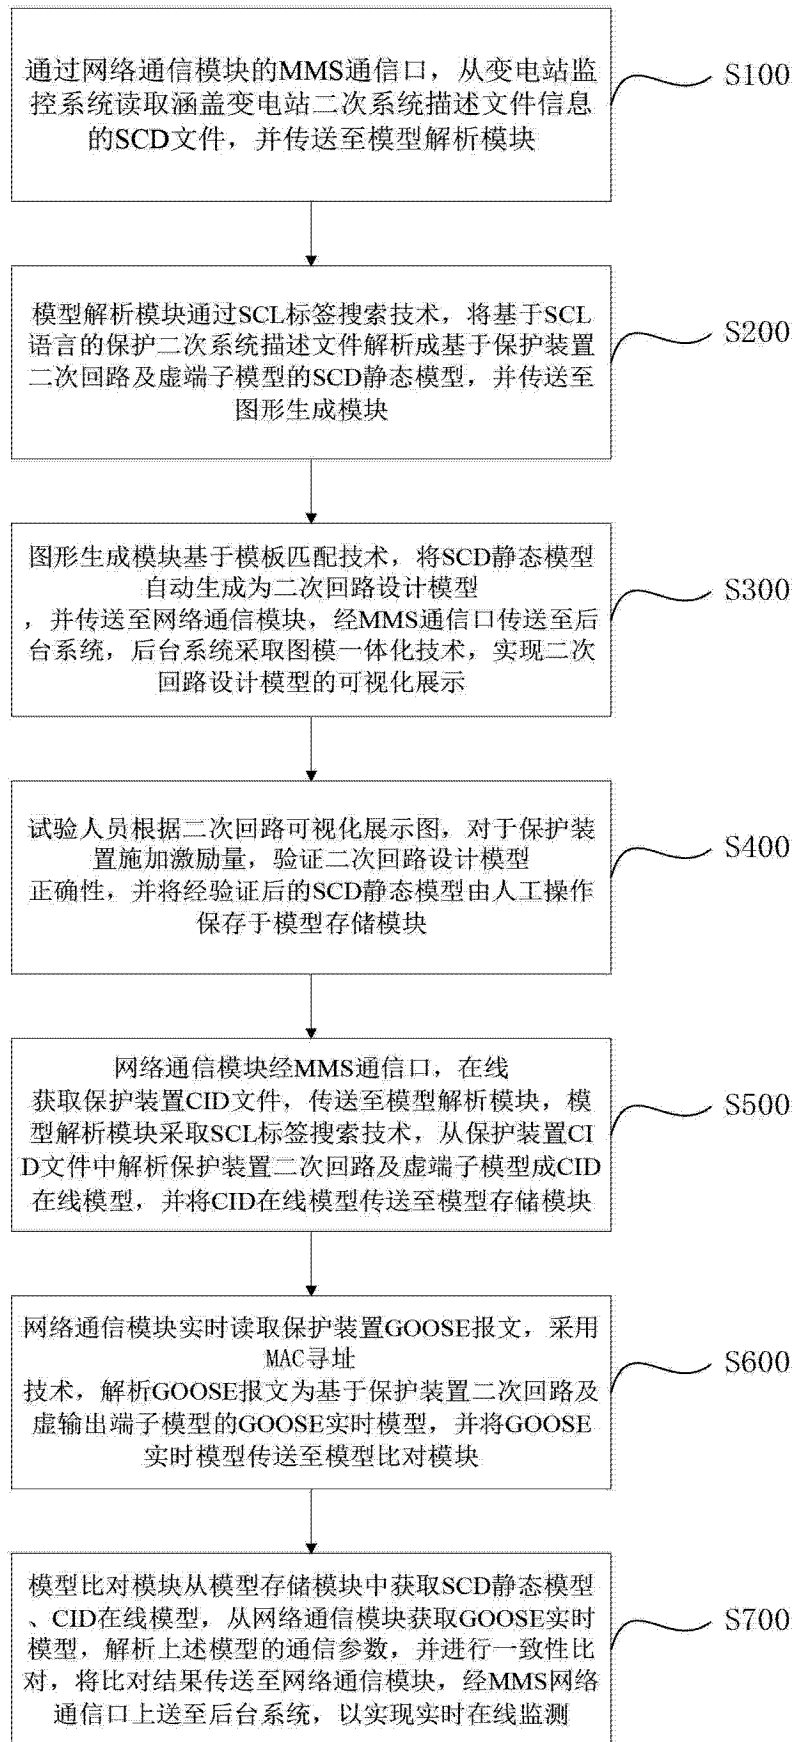 通过网络通信模块的MMS通信口，从变电站监
控系统读取涵盖变电站二次系统描述文件信息
的SCD文件，并传送至模型解析模块
S100
模型解析模块通过SCL标签搜索技术，将基于SCL
语言的保护二次系统描述文件解析成基于保护装置
二次回路及虚端子模型的SCD静态模型，并传送至
图形生成模块
S200
图形生成模块基于模板匹配技术，将SCD静态模型
自动生成为二次回路设计模型
，并传送至网络通信模块，经MMS通信口传送至后
台系统，后台系统采取图模一体化技术，实现二次
回路设计模型的可视化展示
S300
试验人员根据二次回路可视化展示图，对于保护装
置施加激励量，验证二次回路设计模型
正确性，并将经验证后的SCD静态模型由人工操作
保存于模型存储模块
S400
网络通信模块经MMS通信口，在线
获取保护装置CID文件，传送至模型解析模块，模
型解析模块采取SCL标签搜索技术，从保护装置CI
D文件中解析保护装置二次回路及虚端子模型成CID
在线模型，并将CID在线模型传送至模型存储模块
S500
网络通信模块实时读取保护装置GOOSE报文，采用
MAC寻址
技术，解析GOOSE报文为基于保护装置二次回路及
虚输出端子模型的GOOSE实时模型，并将GOOSE
实时模型传送至模型比对模块
S600
模型比对模块从模型存储模块中获取SCD静态模型
、CID在线模型，从网络通信模块获取GOOSE实时
模型，解析上述模型的通信参数，并进行一致性比
对，将比对结果传送至网络通信模块，经MMS网络
通信口上送至后台系统，以实现实时在线监测
S700